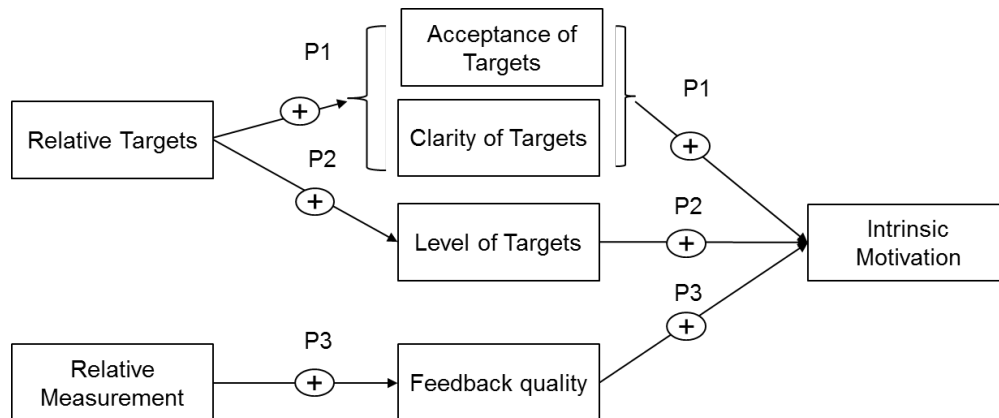 Acceptance of
Targets
P1
P1
+
+
Relative Targets
Clarity of Targets
P2
+
P2
Level of Targets
+
Intrinsic
Motivation
P3
+
P3
Relative
Measurement
+
Feedback quality